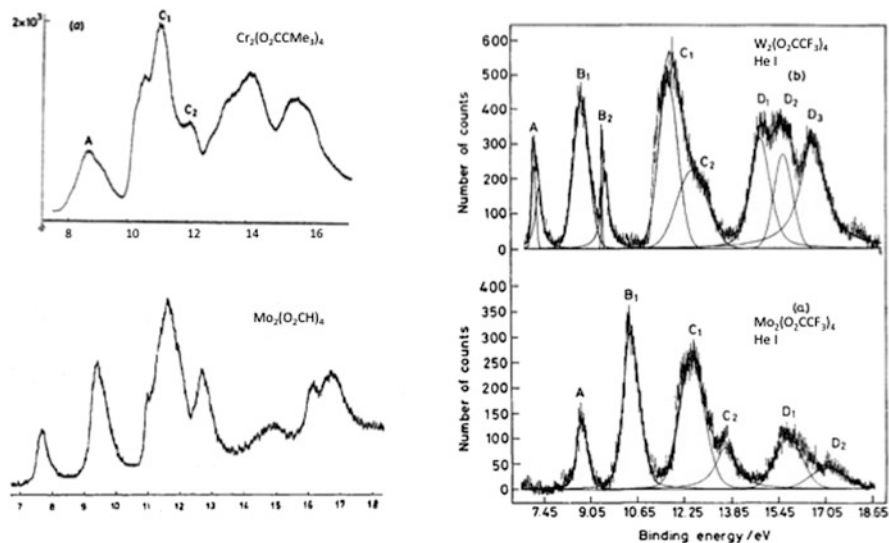 (a)
2×10³
Cr₂(O₂CCMe₃)₄
C₁
C₂
A
8 10 11 12 14 16
Mo₂(O₂CH)₄
7 8 9 10 11 12 13 14 15 16 17 18
W₂(O₂CCF₃)₄
He I
(b)
Number of counts
600
500
400
300
200
100
0
A
B₁
B₂
C₁
C₂
D₁
D₂
D₃
Mo₂(O₂CCF₃)₄
He I
(a)
Number of counts
400
350
300
250
200
150
100
50
0
A
B₁
C₁
C₂
D₁
D₂
7.45 9.05 10.65 12.25 13.85 15.45 17.05 18.65
Binding energy/eV